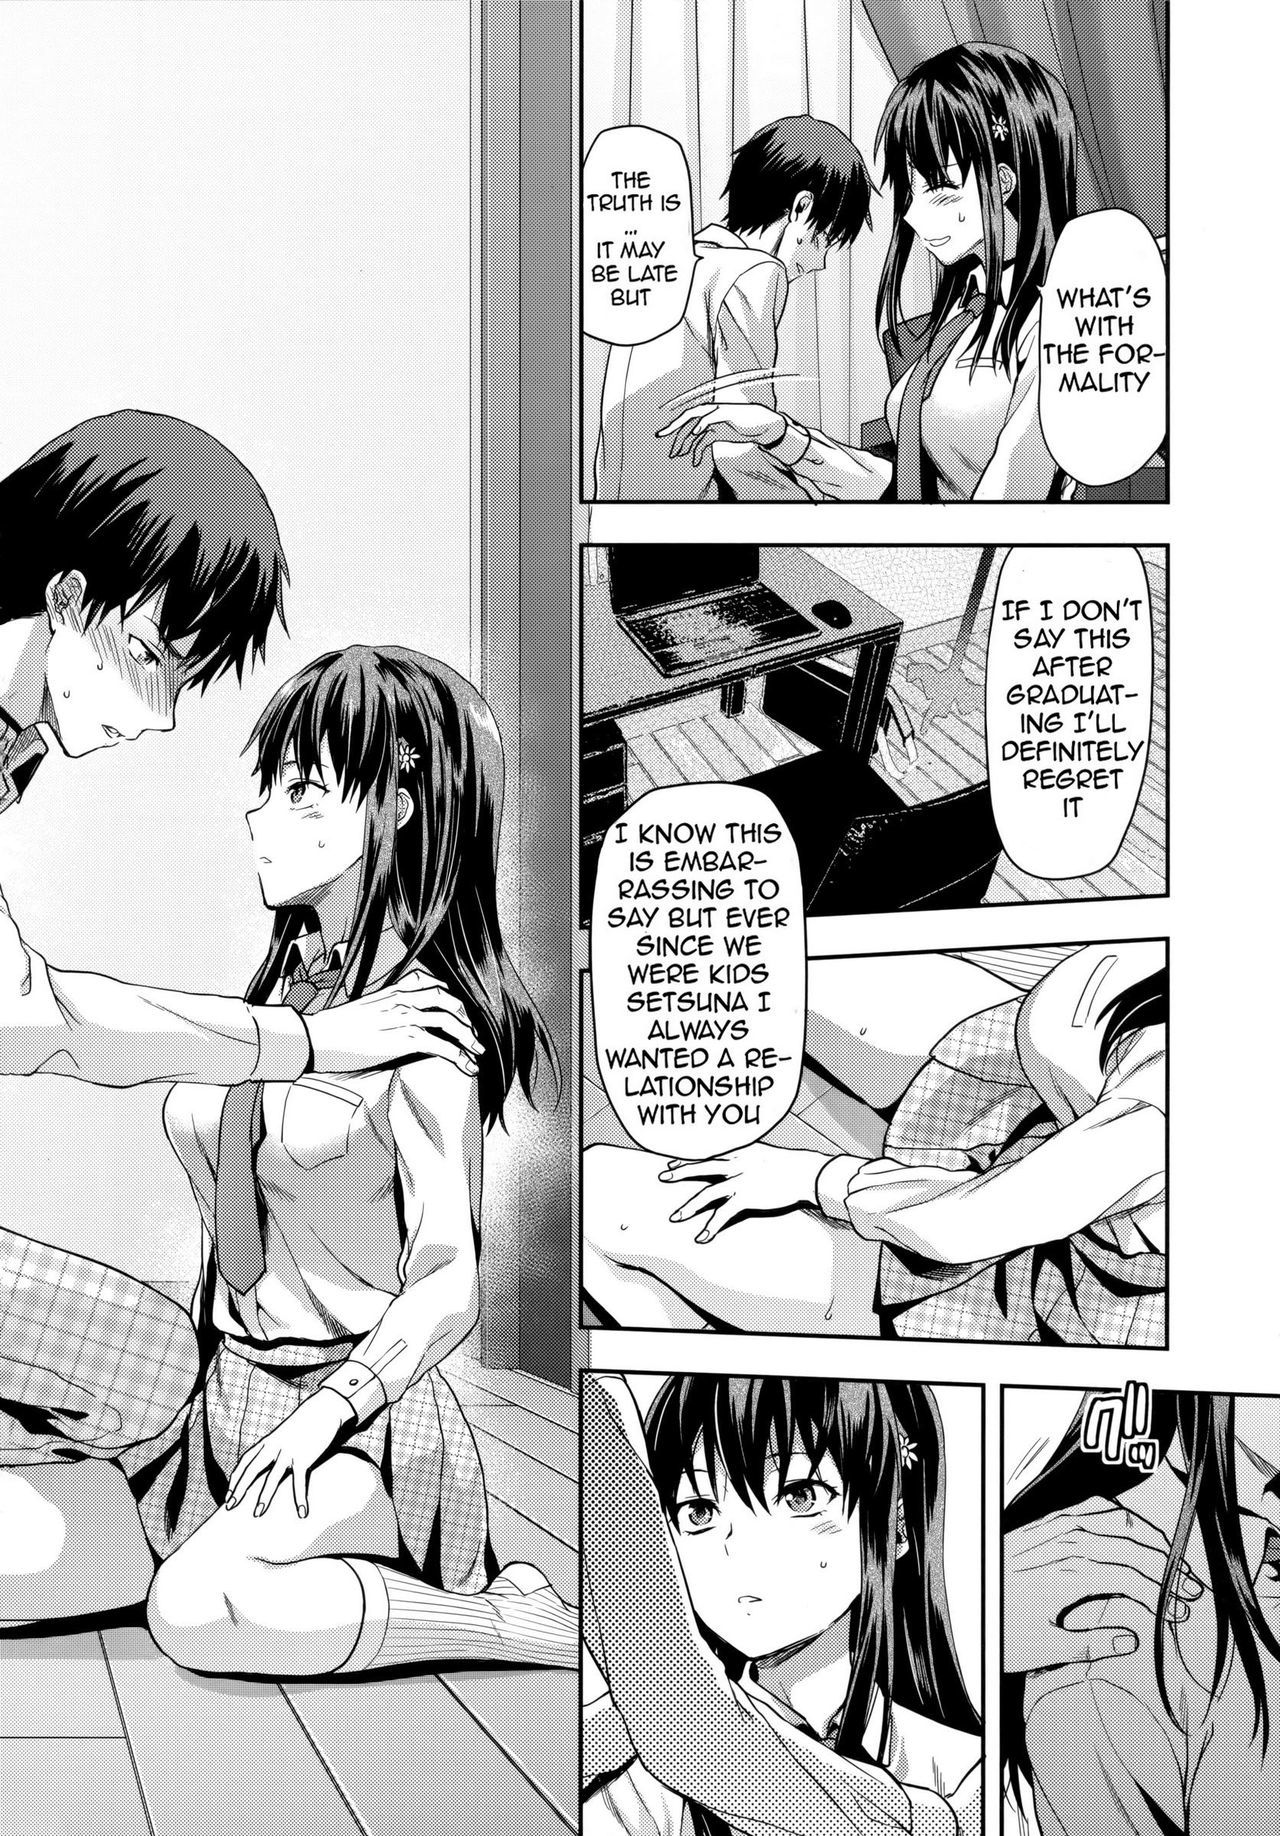 WHAT'S
WITH
THE FOR-
MALITY
THE
TRUTH IS
...
IT MAY
BE LATE
BUT
IF I DON'T
SAY THIS
AFTER
GRADUAT-
ING I'LL
DEFINITELY
REGRET
IT
I KNOW THIS
IS EMBAR-
RASSING TO
SAY BUT EVER
SINCE WE
WERE KIDS
SETSUNA I
ALWAYS
WANTED A RE-
LATIONSHIP
WITH YOU